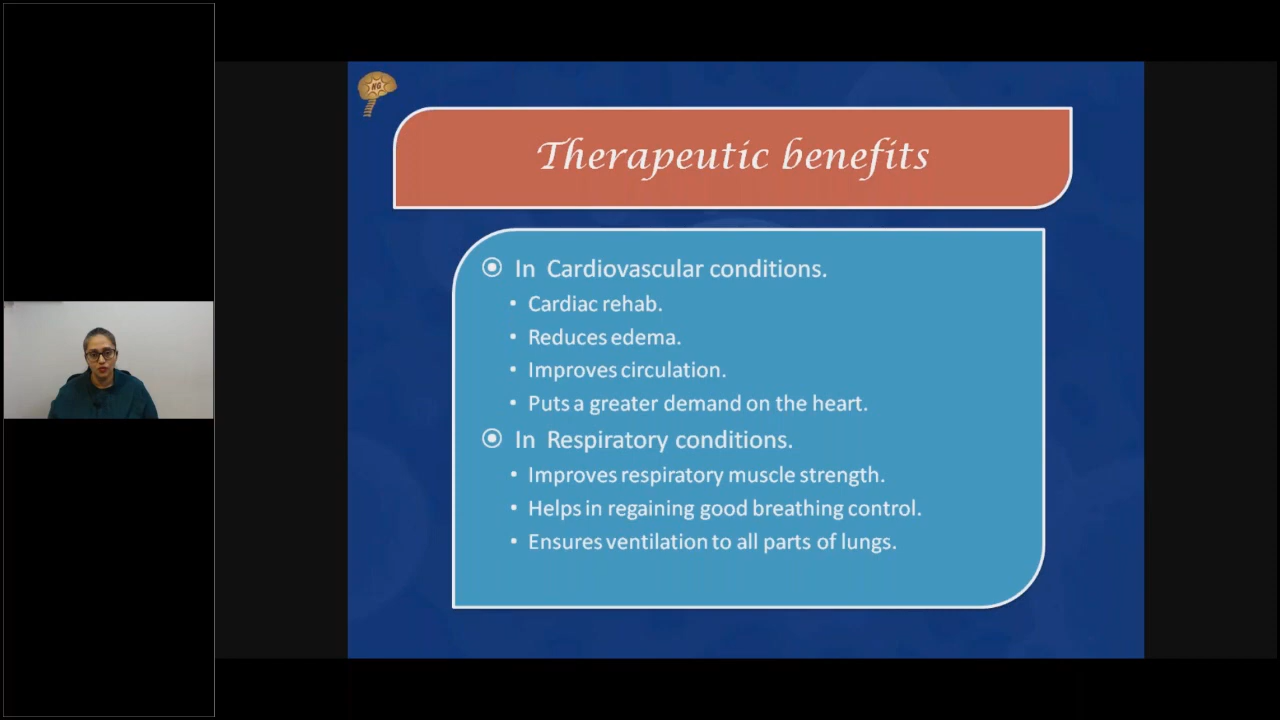 NG
Therapeutic benefits
In Cardiovascular conditions.
• Cardiac rehab.
• Reduces edema.
• Improves circulation.
• Puts a greater demand on the heart.
In Respiratory conditions.
• Improves respiratory muscle strength.
• Helps in regaining good breathing control.
• Ensures ventilation to all parts of lungs.